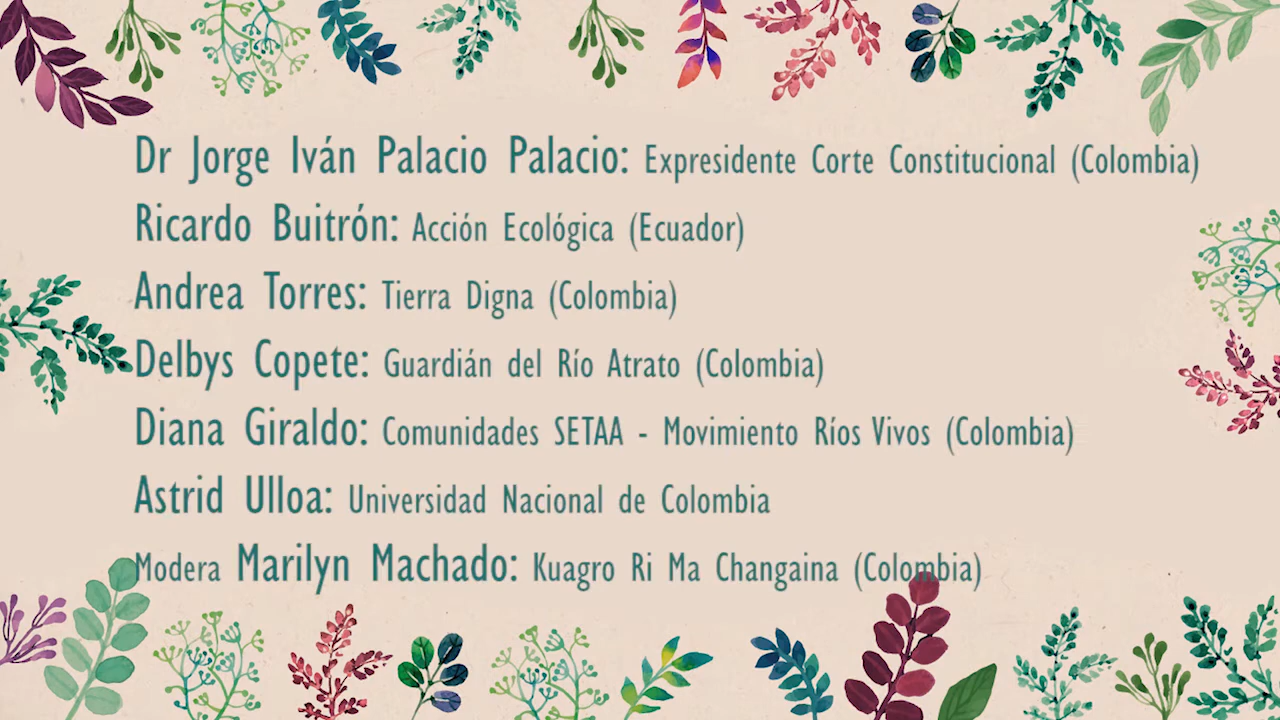 Dr Jorge Iván Palacio Palacio: Expresidente Corte Constitucional (Colombia)
Ricardo Buitrón: Acción Ecológica (Ecuador)
Andrea Torres: Tierra Digna (Colombia)
Delbys Copete: Guardián del Río Atrato (Colombia)
Diana Giraldo: Comunidades SETAA - Movimiento Ríos Vivos (Colombia)
Astrid Ulloa: Universidad Nacional de Colombia
Modera Marilyn Machado: Kuagro Ri Ma Changaina (Colombia)